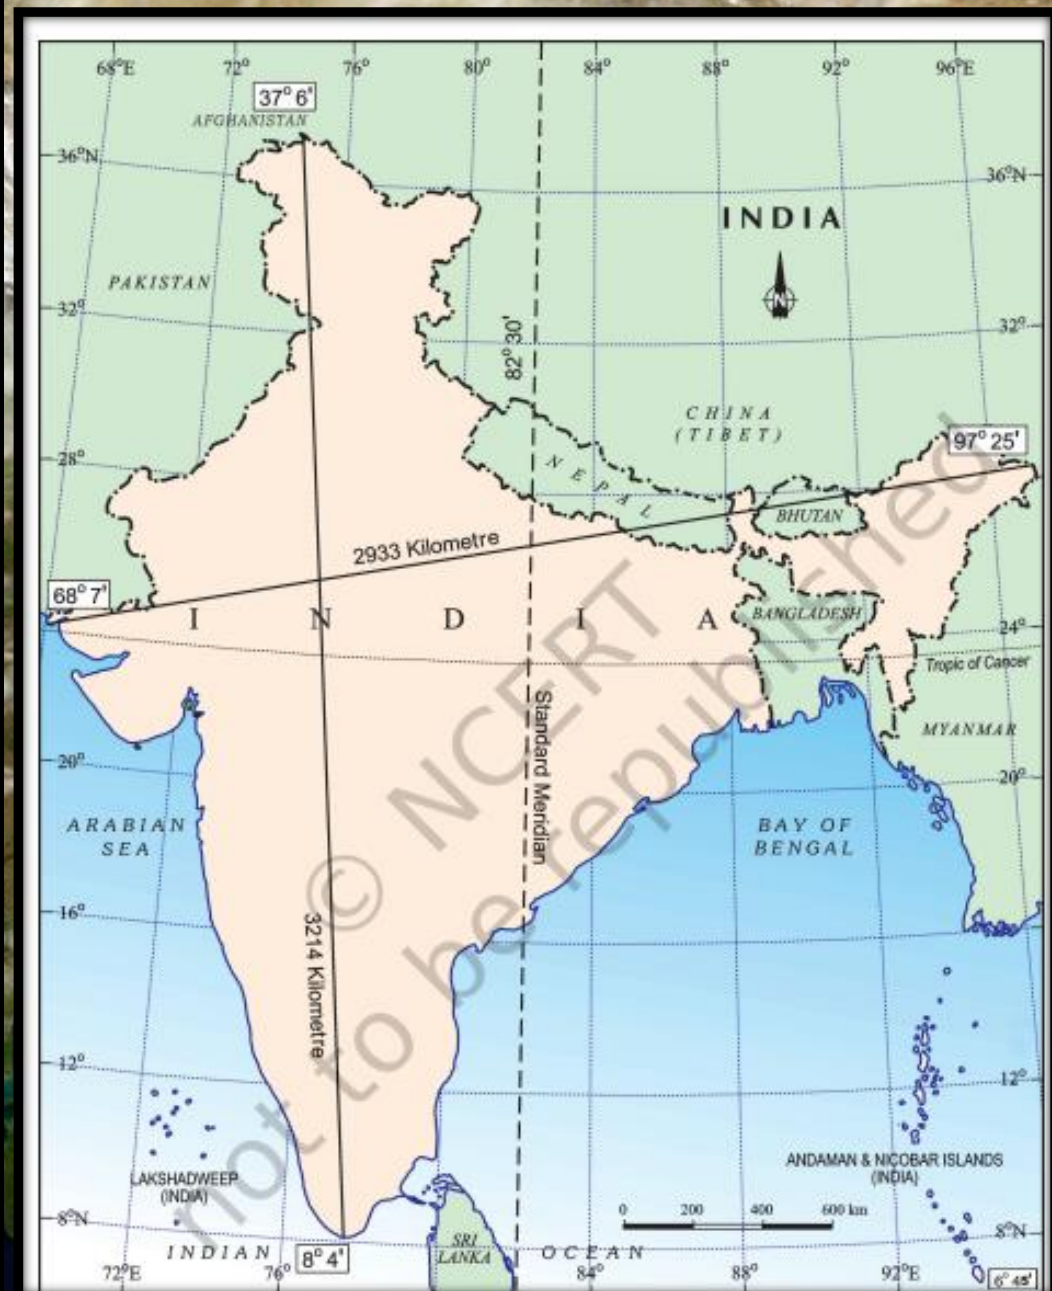 68°E 72° 76° 80° 84° 88° 92° 96°E
37° 6'
AFGHANISTAN
36°N
36°N
INDIA
N
PAKISTAN
32°
32°
82° 30'
CHINA
(TIBET)
97° 25'
28°
NEPAL
BHUTAN
2933 Kilometre
68° 7'
I N D I A
BANGLADESH
24°
Tropic of Cancer
Standard Meridian
MYANMAR
20°
20°
ARABIAN
SEA
BAY OF
BENGAL
16°
3214 Kilometre
12°
12°
LAKSHADWEEP
(INDIA)
ANDAMAN & NICOBAR ISLANDS
(INDIA)
0 200 400 600 km
8°N
8°N
INDIAN OCEAN
8° 4'
SRI
LANKA
72°E 76° 84° 88° 92°E
6° 45'
© NCERT
not to be republished